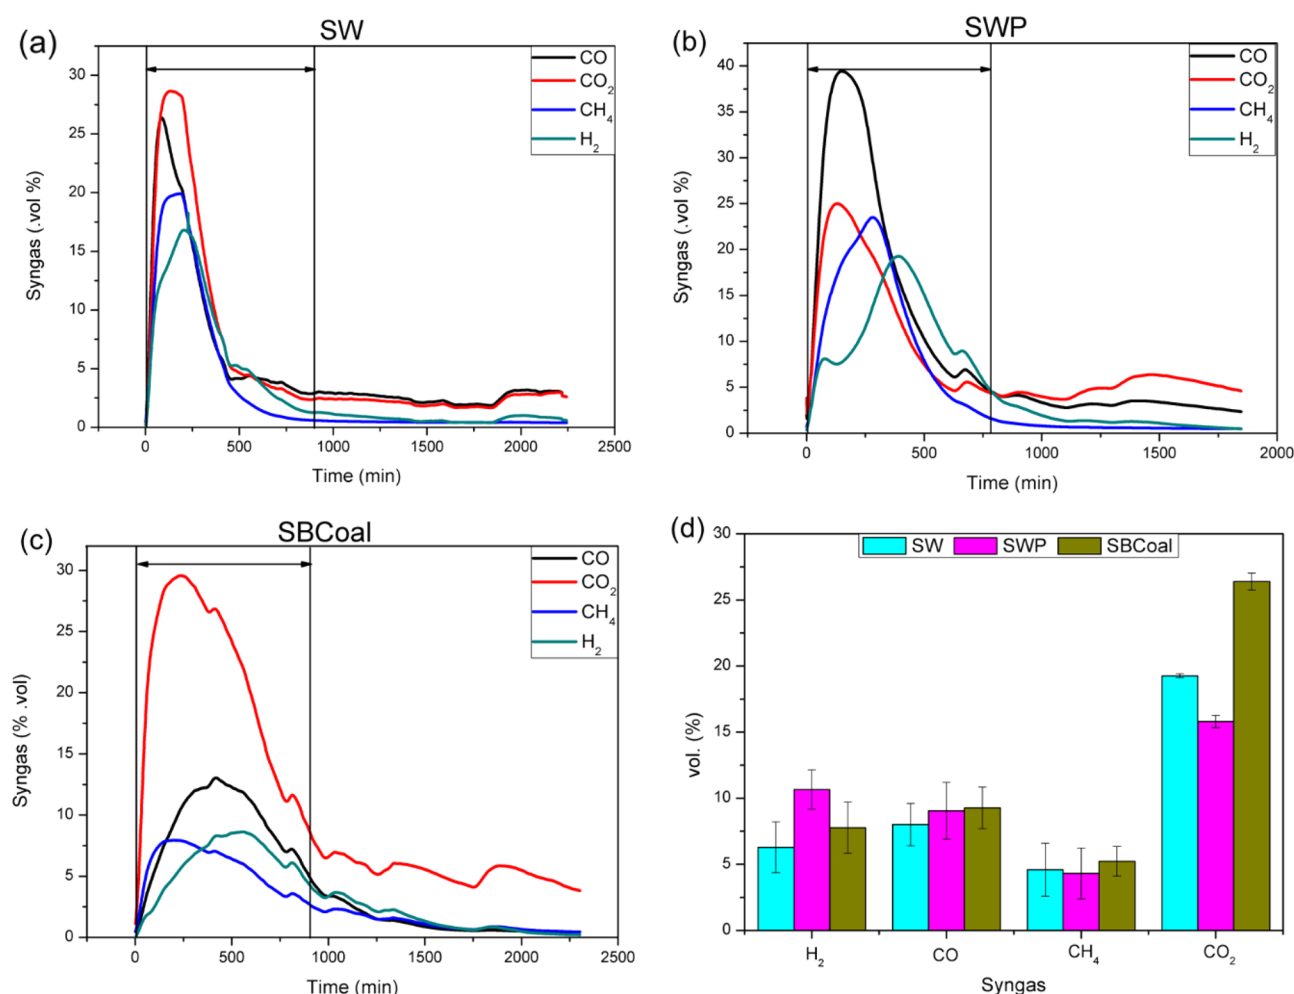 (a)
SW
CO
CO2
CH4
H2
30
25
20
15
10
5
0
Syngas (.vol %)
0 500 1000 1500 2000 2500
Time (min)
(b)
SWP
CO
CO2
CH4
H2
40
35
30
25
20
15
10
5
0
Syngas (.vol %)
0 500 1000 1500 2000
Time (min)
(c)
SBCoal
CO
CO2
CH4
H2
30
25
20
15
10
5
0
Syngas (% .vol)
0 500 1000 1500 2000 2500
Time (min)
(d)
SW SWP SBCoal
30
25
20
15
10
5
0
vol. (%)
H2 CO CH4 CO2
Syngas